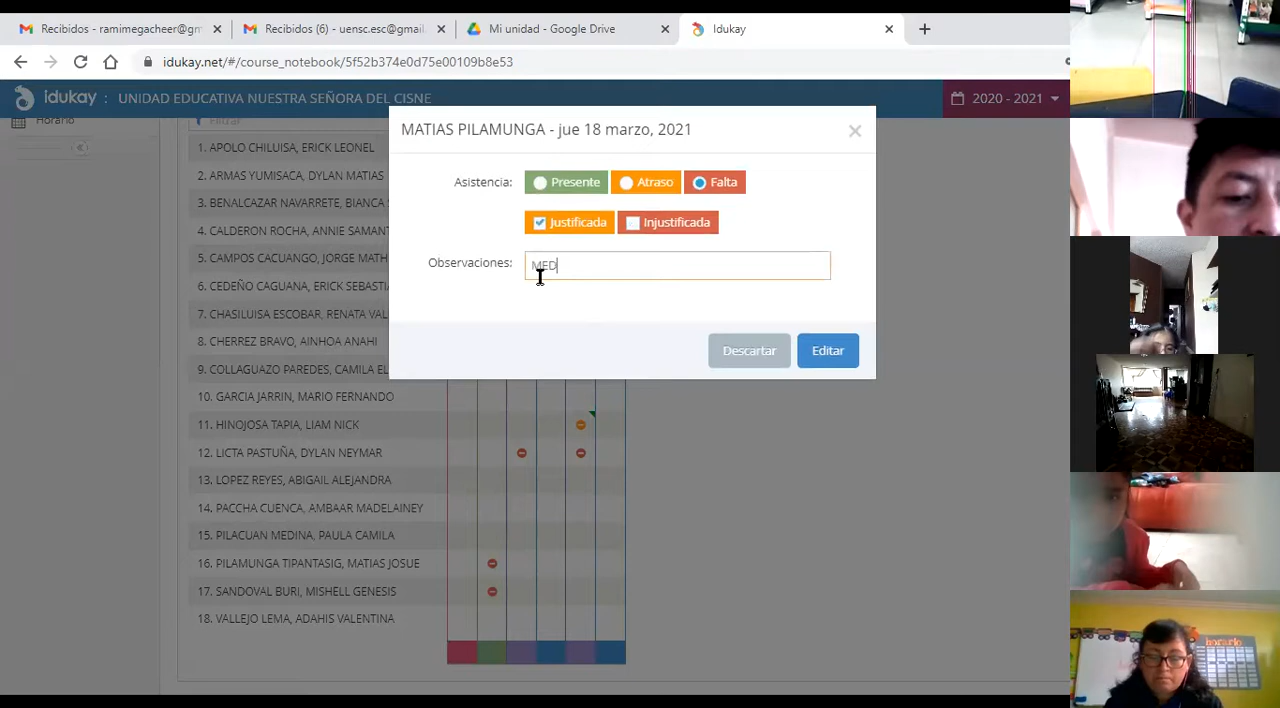 Recibidos - ramimegacheer@gm
Recibidos (6) - uensc.esc@gmail.
Mi unidad - Google Drive
Idukay
idukay.net/#/course_notebook/5f52b374e0d75e00109b8e53
idukay : UNIDAD EDUCATIVA NUESTRA SEÑORA DEL CISNE
2020 - 2021
Horario
Filtrar
MATIAS PILAMUNGA - jue 18 marzo, 2021
Asistencia: Presente Atraso Falta
Justificada Injustificada
Observaciones: MED
Descartar Editar
1. APOLO CHILUISA, ERICK LEONEL
2. ARMAS YUMISACA, DYLAN MATIAS
3. BENALCAZAR NAVARRETE, BIANCA
4. CALDERON ROCHA, ANNIE SAMANT
5. CAMPOS CACUANGO, JORGE MATH
6. CEDEÑO CAGUANA, ERICK SEBASTI
7. CHASILUISA ESCOBAR, RENATA VAL
8. CHERREZ BRAVO, AINHOA ANAHI
9. COLLAGUAZO PAREDES, CAMILA EL
10. GARCIA JARRIN, MARIO FERNANDO
11. HINOJOSA TAPIA, LIAM NICK
12. LICTA PASTUÑA, DYLAN NEYMAR
13. LOPEZ REYES, ABIGAIL ALEJANDRA
14. PACCHA CUENCA, AMBAAR MADELAINEY
15. PILACUAN MEDINA, PAULA CAMILA
16. PILAMUNGA TIPANTASIG, MATIAS JOSUE
17. SANDOVAL BURI, MISHELL GENESIS
18. VALLEJO LEMA, ADAHIS VALENTINA
horario